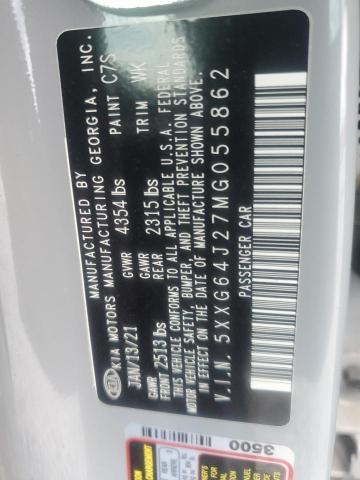 MANUFACTURED BY
KIA KIA MOTORS MANUFACTURING GEORGIA, INC.
JAN/13/21 GVWR 4354 lbs PAINT C7S
GAWR FRONT 2513 lbs GAWR REAR 2315 lbs TRIM WK
THIS VEHICLE CONFORMS TO ALL APPLICABLE U.S.A. FEDERAL
MOTOR VEHICLE SAFETY, BUMPER, AND THEFT PREVENTION STANDARDS
IN EFFECT ON THE DATE OF MANUFACTURE SHOWN ABOVE.
V.I.N. 5XXG64J27MG055862
PASSENGER CAR
3500